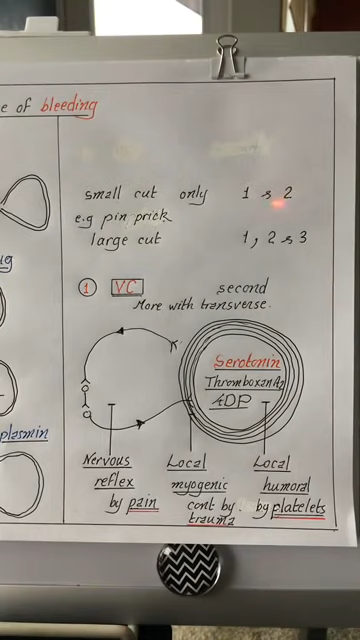 e of bleeding
small cut only 1 & 2
e.g pin prick
large cut 1, 2 & 3
① VC second
More with transverse.
Serotonin
Thromboxan A2
ADP
ug
plasmin
Nervous
reflex
by pain
Local
myogenic
cont by.
trauma
Local
humoral
by platelets